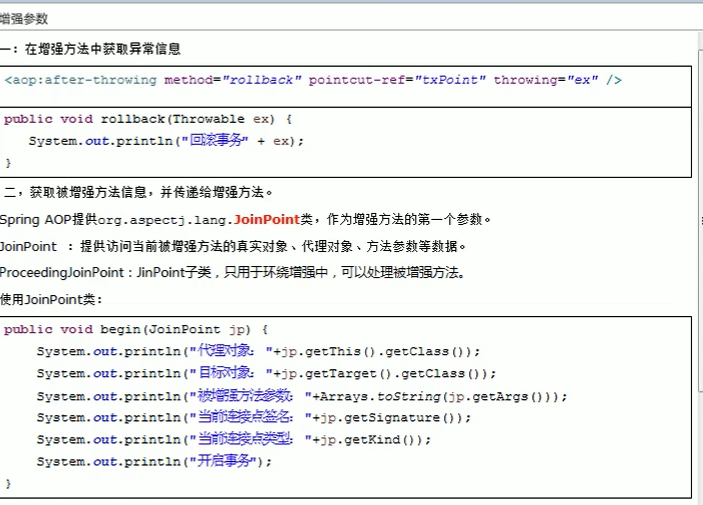 增强参数
一：在增强方法中获取异常信息
<aop:after-throwing method="rollback" pointcut-ref="txPoint" throwing="ex" />
public void rollback(Throwable ex) {
System.out.println("回滚事务" + ex);
}
二，获取被增强方法信息，并传递给增强方法。
Spring AOP提供org.aspectj.lang.JoinPoint类，作为增强方法的第一个参数。
JoinPoint ：提供访问当前被增强方法的真实对象、代理对象、方法参数等数据。
ProceedingJoinPoint：JinPoint子类，只用于环绕增强中，可以处理被增强方法。
使用JoinPoint类：
public void begin(JoinPoint jp) {
System.out.println("代理对象: "+jp.getThis().getClass());
System.out.println("目标对象: "+jp.getTarget().getClass());
System.out.println("被增强方法参数: "+Arrays.toString(jp.getArgs()));
System.out.println("当前连接点签名: "+jp.getSignature());
System.out.println("当前连接点类型: "+jp.getKind());
System.out.println("开启事务");
}